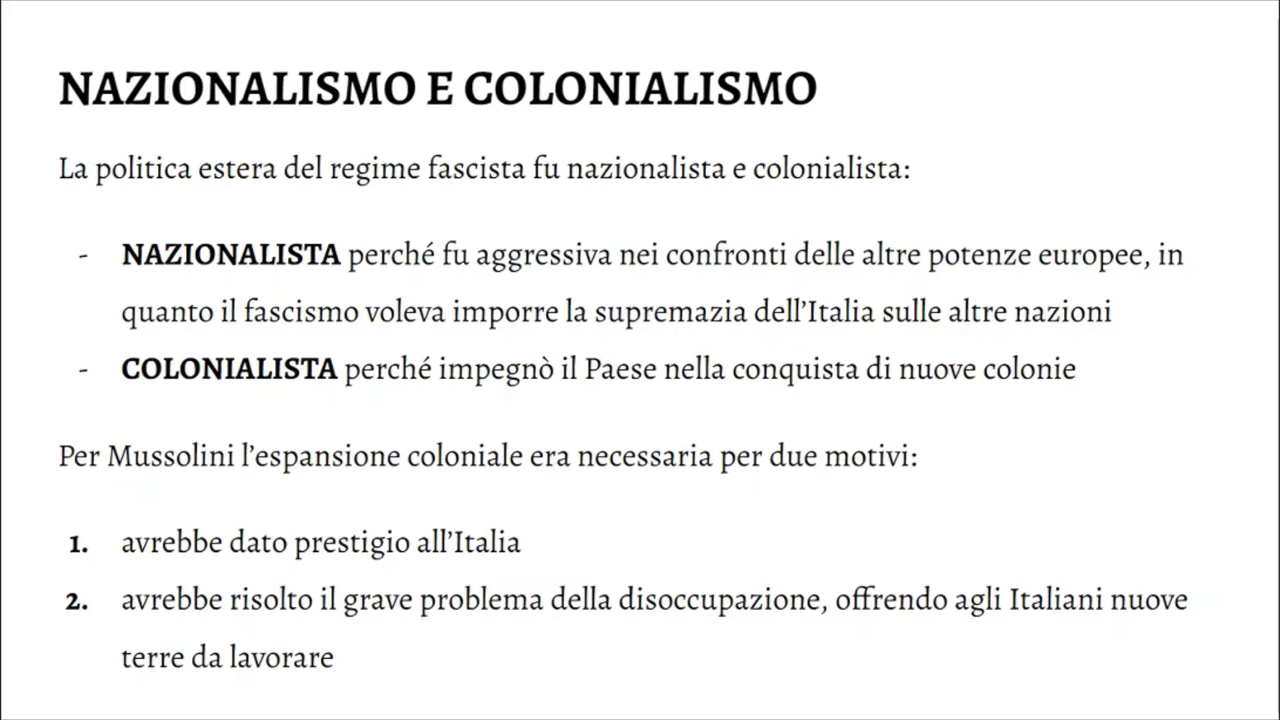 NAZIONALISMO E COLONIALISMO
La politica estera del regime fascista fu nazionalista e colonialista:
- NAZIONALISTA perché fu aggressiva nei confronti delle altre potenze europee, in
quanto il fascismo voleva imporre la supremazia dell’Italia sulle altre nazioni
- COLONIALISTA perché impegnò il Paese nella conquista di nuove colonie
Per Mussolini l’espansione coloniale era necessaria per due motivi:
1. avrebbe dato prestigio all’Italia
2. avrebbe risolto il grave problema della disoccupazione, offrendo agli Italiani nuove
terre da lavorare